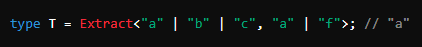 type T = Extract<"a" | "b" | "c", "a" | "f">; // "a"